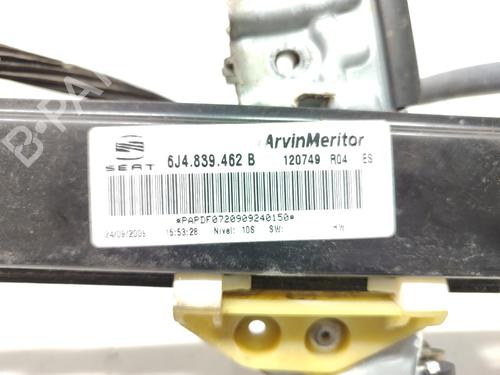 B-PARTS
SEAT
6J4.839.462 B
ArvinMeritor
120749 R04 ES
*PAPDF0720909240150*
24/09/2009 15:53:28 Nivel: 10S SW: HW: